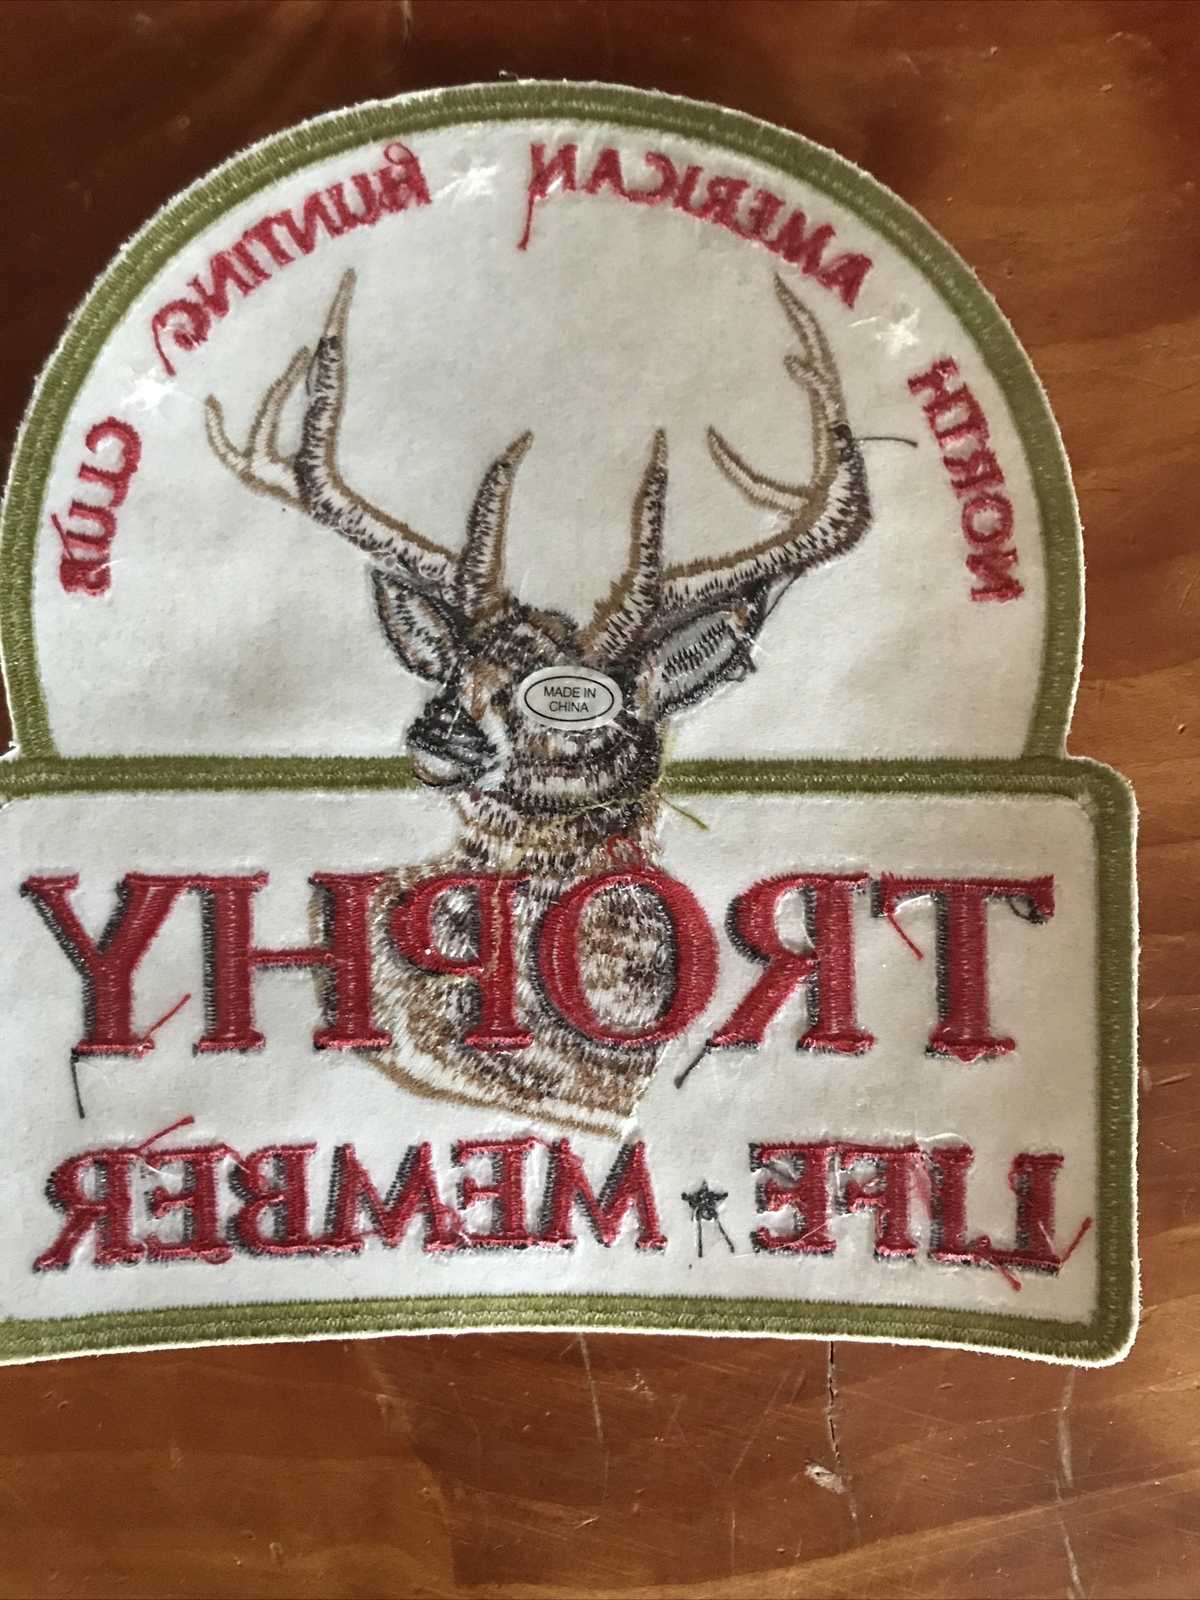 NORTH AMERICAN HUNTING CLUB
MADE IN
CHINA
TROPHY
LIFE ★ MEMBER